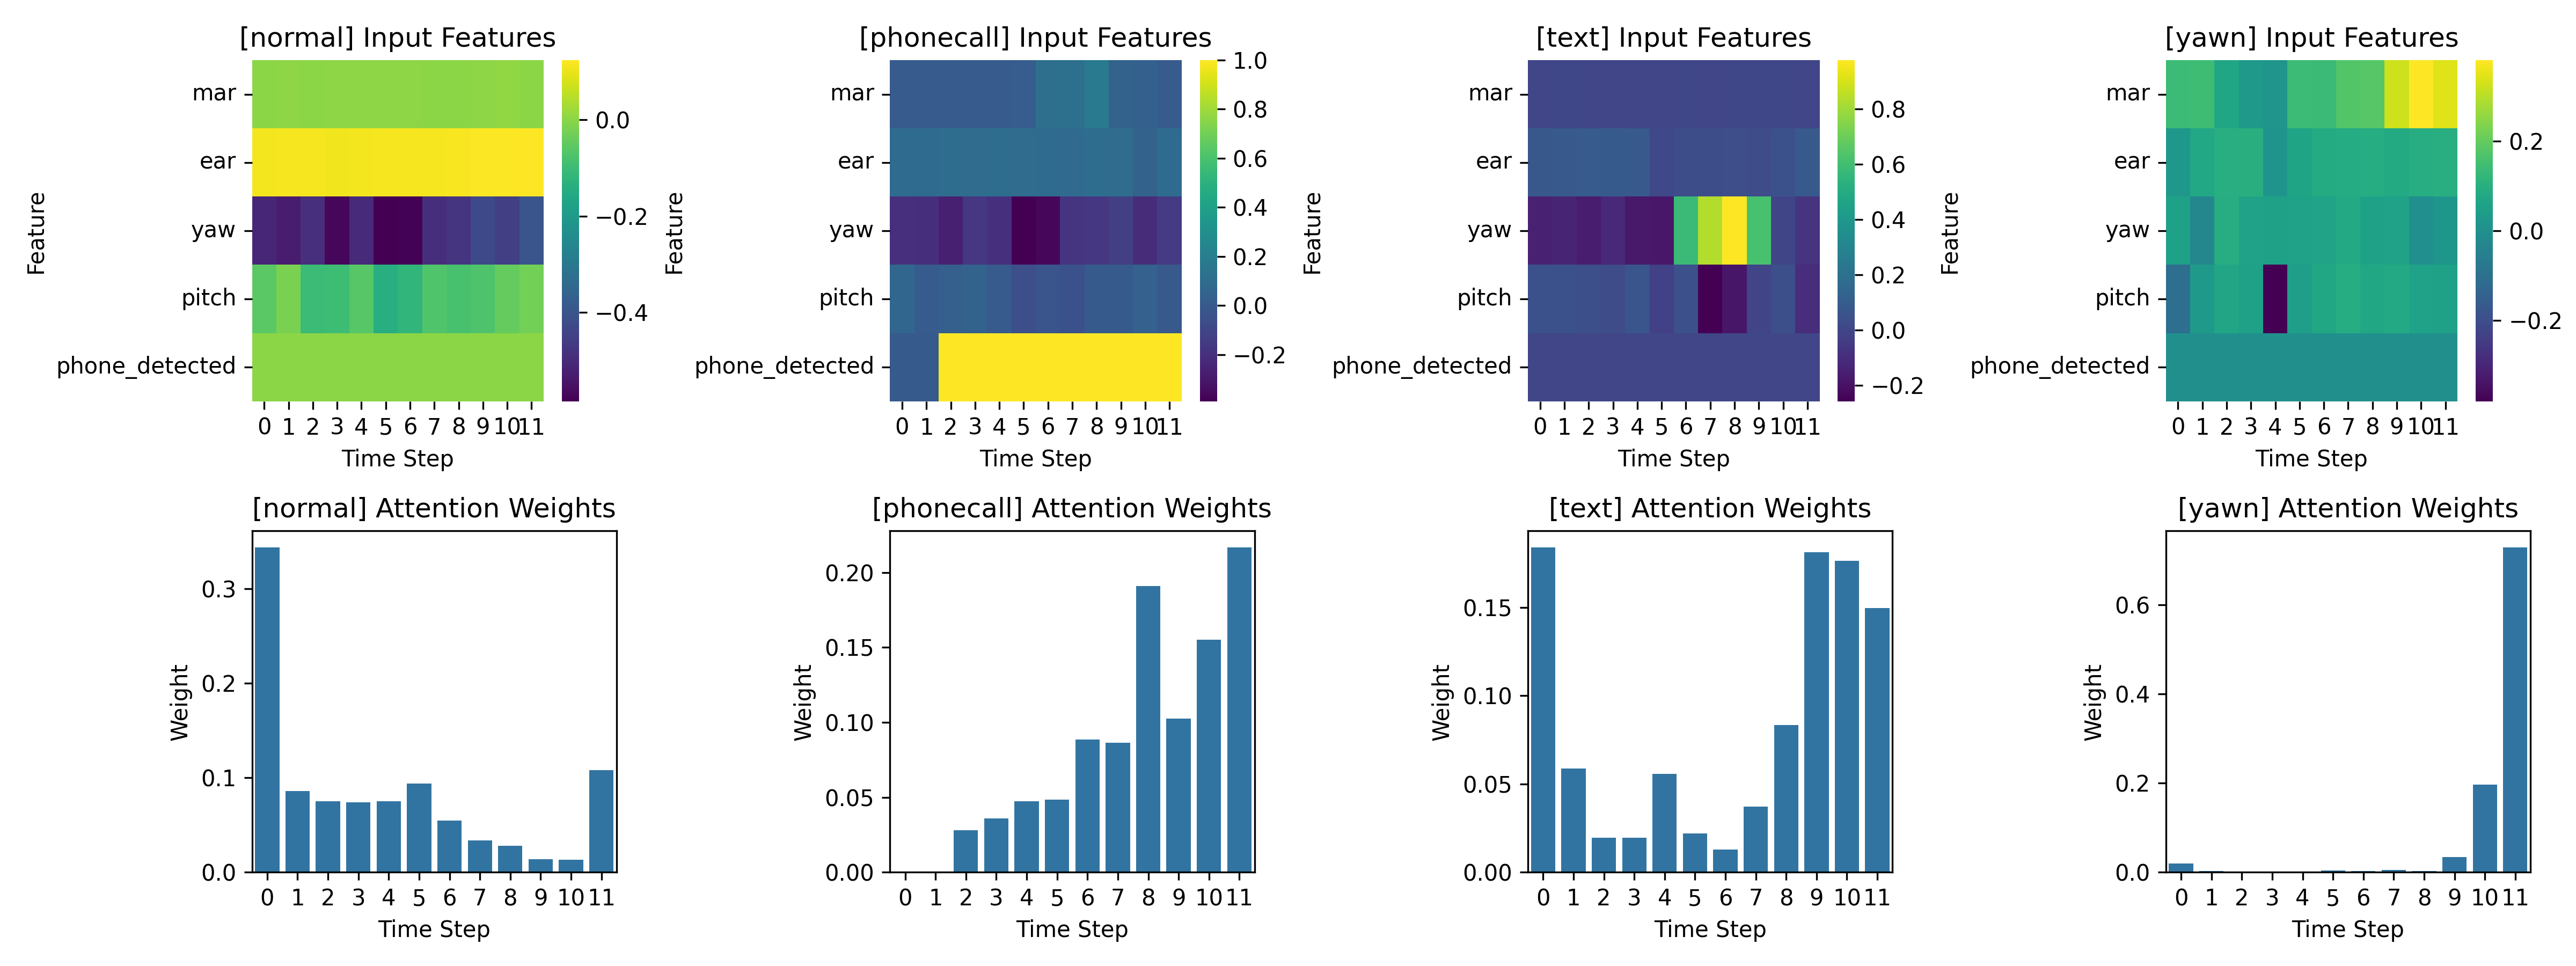 [normal] Input Features
mar
ear
yaw
pitch
phone_detected
Feature
0 1 2 3 4 5 6 7 8 9 10 11
Time Step
0.0
−0.2
−0.4
[phonecall] Input Features
mar
ear
yaw
pitch
phone_detected
Feature
0 1 2 3 4 5 6 7 8 9 10 11
Time Step
1.0
0.8
0.6
0.4
0.2
0.0
−0.2
[text] Input Features
mar
ear
yaw
pitch
phone_detected
Feature
0 1 2 3 4 5 6 7 8 9 10 11
Time Step
0.8
0.6
0.4
0.2
0.0
−0.2
[yawn] Input Features
mar
ear
yaw
pitch
phone_detected
Feature
0 1 2 3 4 5 6 7 8 9 10 11
Time Step
0.2
0.0
−0.2
[normal] Attention Weights
0.3
0.2
0.1
0.0
Weight
0 1 2 3 4 5 6 7 8 9 10 11
Time Step
[phonecall] Attention Weights
0.20
0.15
0.10
0.05
0.00
Weight
0 1 2 3 4 5 6 7 8 9 10 11
Time Step
[text] Attention Weights
0.15
0.10
0.05
0.00
Weight
0 1 2 3 4 5 6 7 8 9 10 11
Time Step
[yawn] Attention Weights
0.6
0.4
0.2
0.0
Weight
0 1 2 3 4 5 6 7 8 9 10 11
Time Step